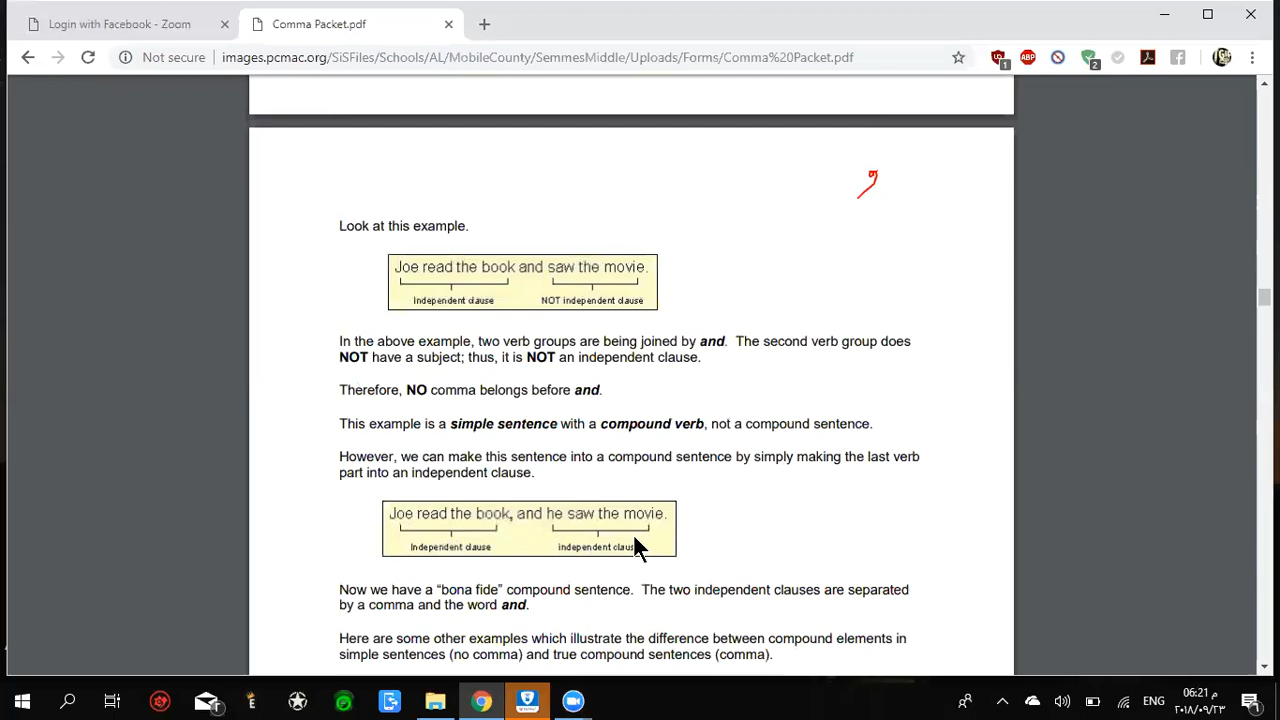 Login with Facebook - Zoom
Comma Packet.pdf
Not secure
images.pcmac.org/SiSFiles/Schools/AL/MobileCounty/SemmesMiddle/Uploads/Forms/Comma%20Packet.pdf
1
ABP
2
Look at this example.
Joe read the book and saw the movie.
Independent clause NOT independent clause
In the above example, two verb groups are being joined by and. The second verb group does
NOT have a subject; thus, it is NOT an independent clause.
Therefore, NO comma belongs before and.
This example is a simple sentence with a compound verb, not a compound sentence.
However, we can make this sentence into a compound sentence by simply making the last verb
part into an independent clause.
Joe read the book, and he saw the movie.
Independent clause independent
Now we have a “bona fide” compound sentence. The two independent clauses are separated
by a comma and the word and.
Here are some other examples which illustrate the difference between compound elements in
simple sentences (no comma) and true compound sentences (comma).
ENG
06:21 م
٢٠١٨/٠٩/٢٣